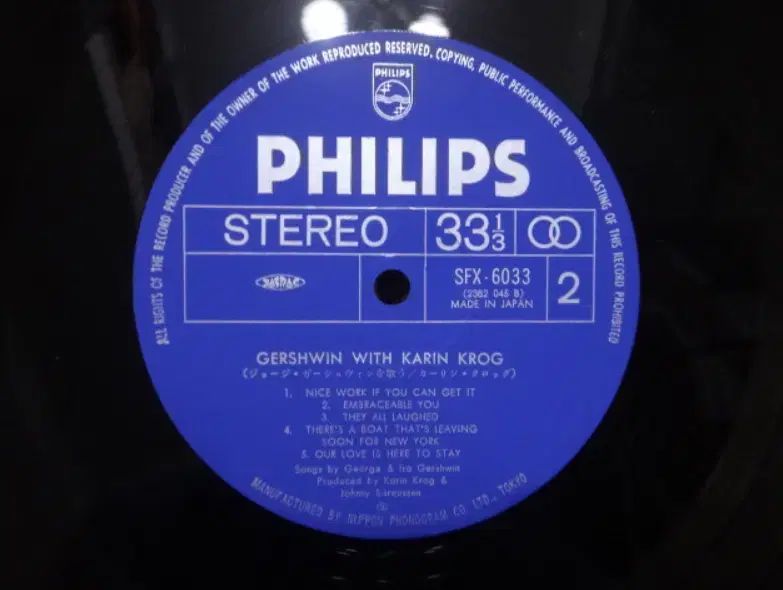 ALL RIGHTS OF THE RECORD PRODUCER AND OF THE OWNER OF THE WORK REPRODUCED RESERVED. COPYING, PUBLIC PERFORMANCE AND BROADCASTING OF THIS RECORD PROHIBITED
PHILIPS
PHILIPS
STEREO 33 1/3
JASRAC SFX-6033 2
(2382 045 B)
MADE IN JAPAN
GERSHWIN WITH KARIN KROG
(ジョージ・ガーシュウィンを歌う/カーリン・クロッグ)
1. NICE WORK IF YOU CAN GET IT
2. EMBRACEABLE YOU
3. THEY ALL LAUGHED
4. THERE'S A BOAT THAT'S LEAVING
SOON FOR NEW YORK
5. OUR LOVE IS HERE TO STAY
Songs by George & Ira Gershwin
Produced by Karin Krog &
Johnny
MANUFACTURED BY NIPPON PHONOGRAM CO. LTD., TOKYO